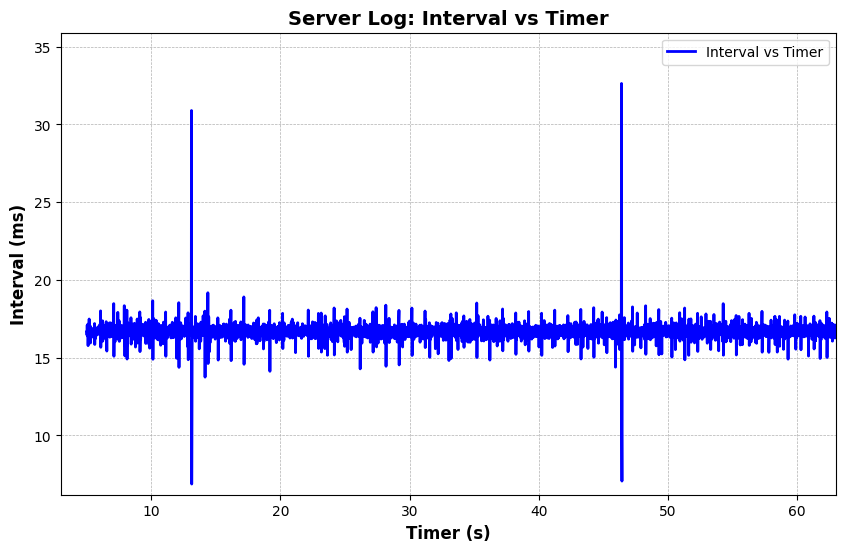 Server Log: Interval vs Timer
Interval vs Timer
35
30
25
20
15
10
Interval (ms)
10 20 30 40 50 60
Timer (s)